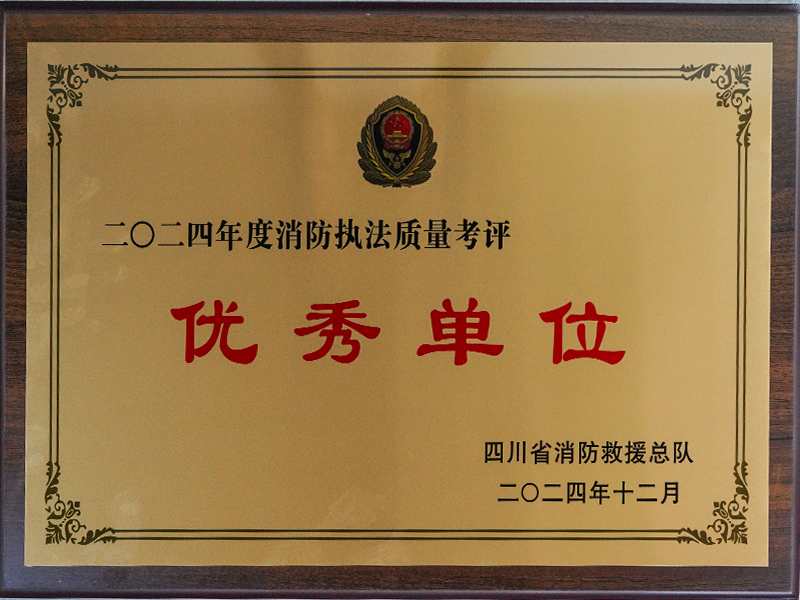 二〇二四年度消防执法质量考评
优秀单位
四川省消防救援总队
二〇二四年十二月